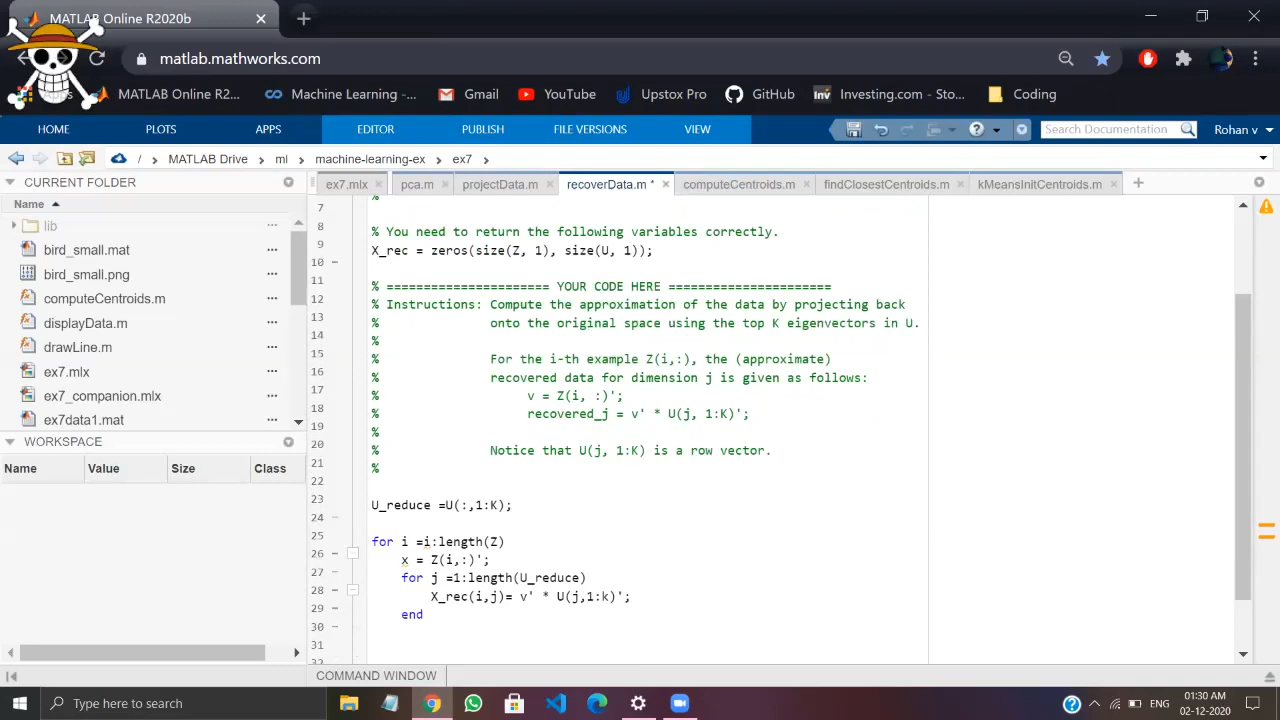 MATLAB Online R2020b
matlab.mathworks.com
Apps MATLAB Online R2... Machine Learning -... Gmail YouTube Upstox Pro GitHub Investing.com - Sto... Coding
HOME PLOTS APPS EDITOR PUBLISH FILE VERSIONS VIEW Search Documentation Rohan v
/ MATLAB Drive ml machine-learning-ex ex7
CURRENT FOLDER
ex7.mlx pca.m projectData.m recoverData.m * computeCentroids.m findClosestCentroids.m kMeansInitCentroids.m
Name
lib
bird_small.mat
bird_small.png
computeCentroids.m
displayData.m
drawLine.m
ex7.mlx
ex7_companion.mlx
ex7data1.mat
WORKSPACE
Name Value Size Class
7 %
8 % You need to return the following variables correctly.
9 X_rec = zeros(size(Z, 1), size(U, 1));
10
11 % ====================== YOUR CODE HERE ======================
12 % Instructions: Compute the approximation of the data by projecting back
13 % onto the original space using the top K eigenvectors in U.
14 %
15 % For the i-th example Z(i,:), the (approximate)
16 % recovered data for dimension j is given as follows:
17 % v = Z(i, :)';
18 % recovered_j = v' * U(j, 1:K)';
19 %
20 % Notice that U(j, 1:K) is a row vector.
21 %
22
23 U_reduce =U(:,1:K);
24
25 for i =i:length(Z)
26 x = Z(i,:)';
27 for j =1:length(U_reduce)
28 X_rec(i,j)= v' * U(j,1:k)';
29 end
30
31
32
COMMAND WINDOW
Type here to search
ENG
01:30 AM
02-12-2020